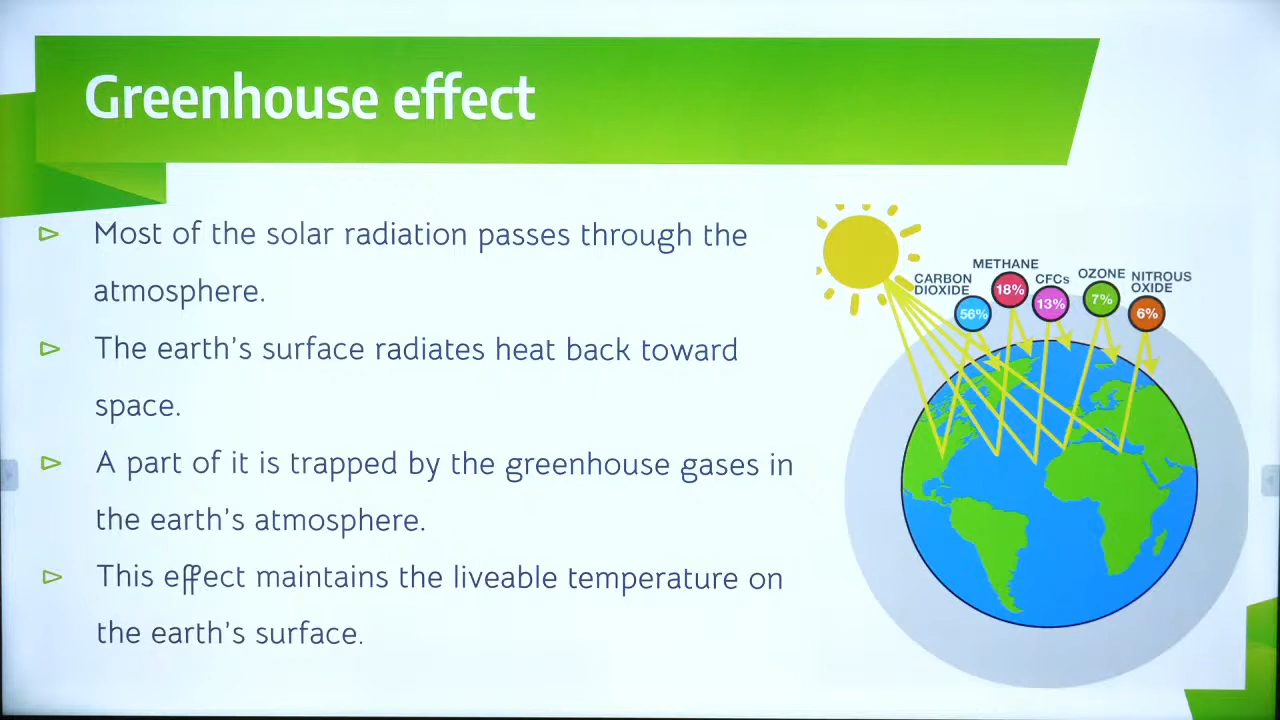 Greenhouse effect
Most of the solar radiation passes through the
atmosphere.
The earth's surface radiates heat back toward
space.
A part of it is trapped by the greenhouse gases in
the earth's atmosphere.
This effect maintains the liveable temperature on
the earth's surface.
METHANE
CARBON
DIOXIDE
CFCs
OZONE
NITROUS
OXIDE
56%
18%
13%
7%
6%